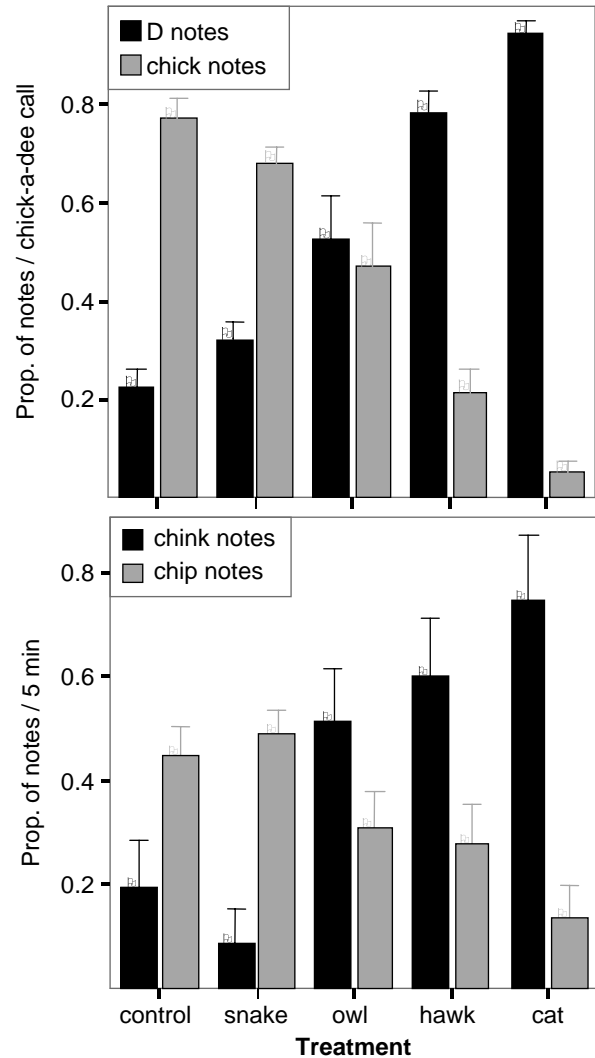 D notes
chick notes
0.8
0.6
0.4
0.2
Prop. of notes / chick-a-dee call
chink notes
chip notes
0.8
0.6
0.4
0.2
Prop. of notes / 5 min
control snake owl hawk cat
Treatment